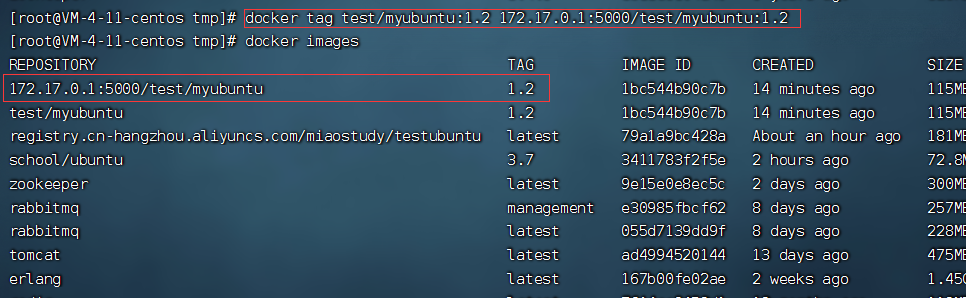 [root@VM-4-11-centos tmp]# docker tag test/myubuntu:1.2 172.17.0.1:5000/test/myubuntu:1.2
[root@VM-4-11-centos tmp]# docker images
REPOSITORY TAG IMAGE ID CREATED SIZE
172.17.0.1:5000/test/myubuntu 1.2 1bc544b90c7b 14 minutes ago 115MB
test/myubuntu 1.2 1bc544b90c7b 14 minutes ago 115MB
registry.cn-hangzhou.aliyuncs.com/miaostudy/testubuntu latest 79a1a9bc428a About an hour ago 181MB
school/ubuntu 3.7 3411783f2f5e 2 hours ago 72.8M
zookeeper latest 9e15e0e8ec5c 2 days ago 300MB
rabbitmq management e30985fbcf62 8 days ago 257MB
rabbitmq latest 055d7139dd9f 8 days ago 228MB
tomcat latest ad4994520144 13 days ago 475MB
erlang latest 167b00fe02ae 2 weeks ago 1.45G